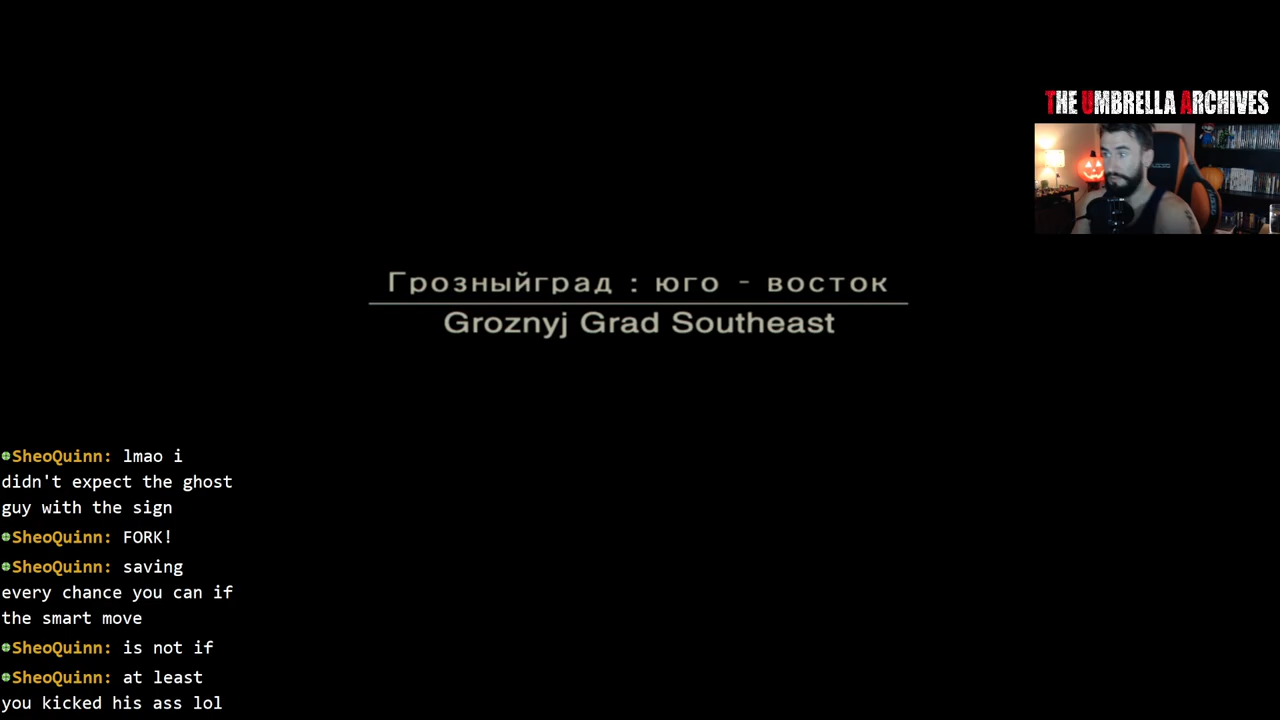 THE UMBRELLA ARCHIVES
Грозныйград : юго - восток
Groznyj Grad Southeast
SheoQuinn: lmao i
didn't expect the ghost
guy with the sign
SheoQuinn: FORK!
SheoQuinn: saving
every chance you can if
the smart move
SheoQuinn: is not if
SheoQuinn: at least
you kicked his ass lol